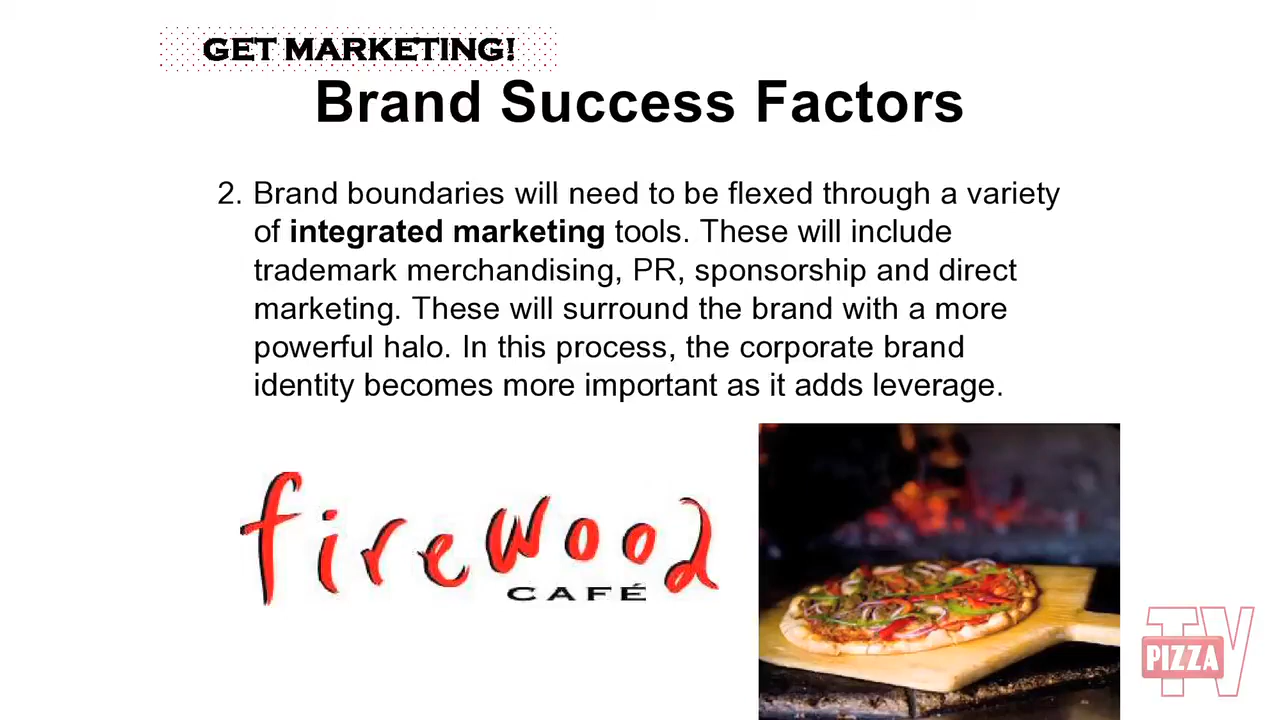 GET MARKETING!
Brand Success Factors
2. Brand boundaries will need to be flexed through a variety
of integrated marketing tools. These will include
trademark merchandising, PR, sponsorship and direct
marketing. These will surround the brand with a more
powerful halo. In this process, the corporate brand
identity becomes more important as it adds leverage.
firewood
CAFÉ
TV
PIZZA